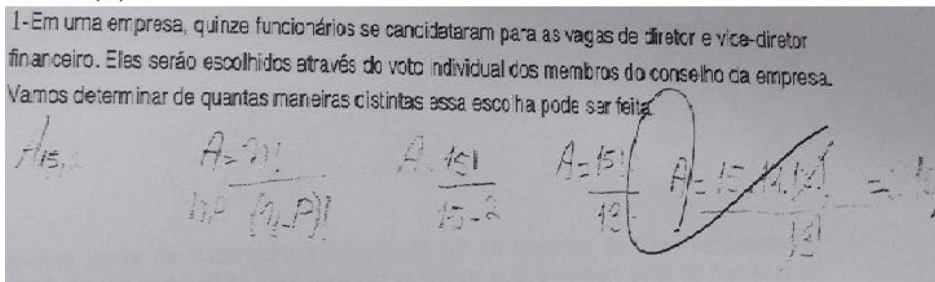 1-Em uma empresa, quinze funcionários se candidataram para as vagas de diretor e vice-diretor
financeiro. Eles serão escolhidos através do voto individual dos membros do conselho da empresa.
Vamos determinar de quantas maneiras distintas essa escolha pode ser feita.
A15, A n,p = n! / (n-P)! A 15! / 15-2 A = 15! / 13 A = 15.14.13! / 13! =